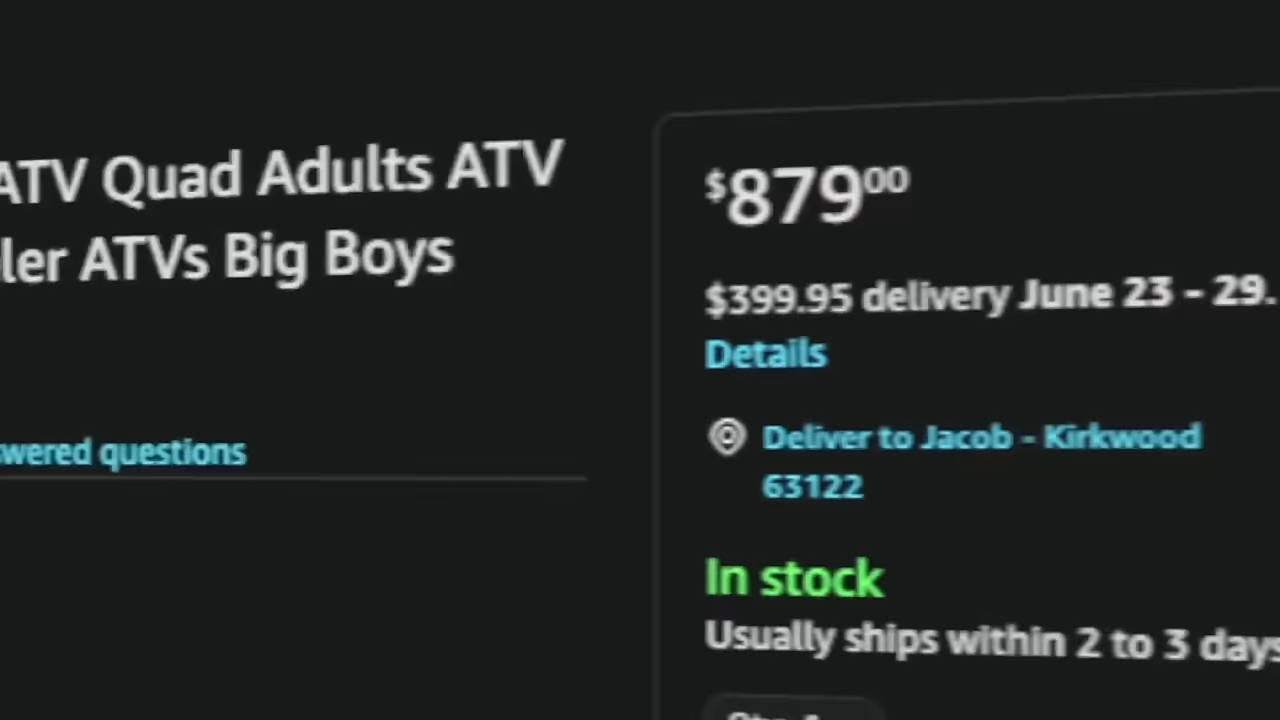 ATV Quad Adults ATV
ler ATVs Big Boys
wered questions
$87900
$399.95 delivery June 23 - 29.
Details
Deliver to Jacob - Kirkwood
63122
In stock
Usually ships within 2 to 3 days